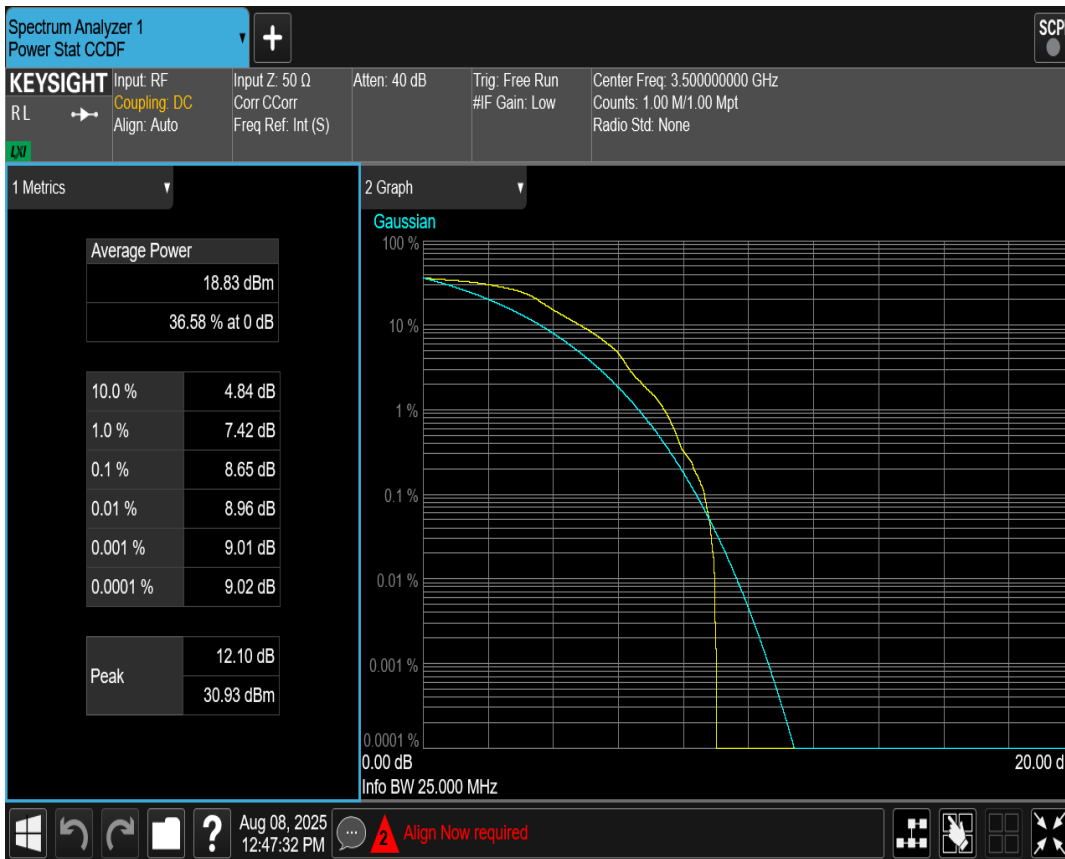 Spectrum Analyzer 1
Power Stat CCDF
▼
+
SCP
KEYSIGHT
RL
LXI
Input: RF
Coupling: DC
Align: Auto
Input Z: 50 Ω
Corr CCorr
Freq Ref: Int (S)
Atten: 40 dB
Trig: Free Run
#IF Gain: Low
Center Freq: 3.500000000 GHz
Counts: 1.00 M/1.00 Mpt
Radio Std: None
1 Metrics ▼
Average Power
18.83 dBm
36.58 % at 0 dB
10.0 % 4.84 dB
1.0 % 7.42 dB
0.1 % 8.65 dB
0.01 % 8.96 dB
0.001 % 9.01 dB
0.0001 % 9.02 dB
Peak
12.10 dB
30.93 dBm
2 Graph ▼
Gaussian
100 %
10 %
1 %
0.1 %
0.01 %
0.001 %
0.0001 %
0.00 dB 20.00 d
Info BW 25.000 MHz
?
Aug 08, 2025
12:47:32 PM
2
Align Now required